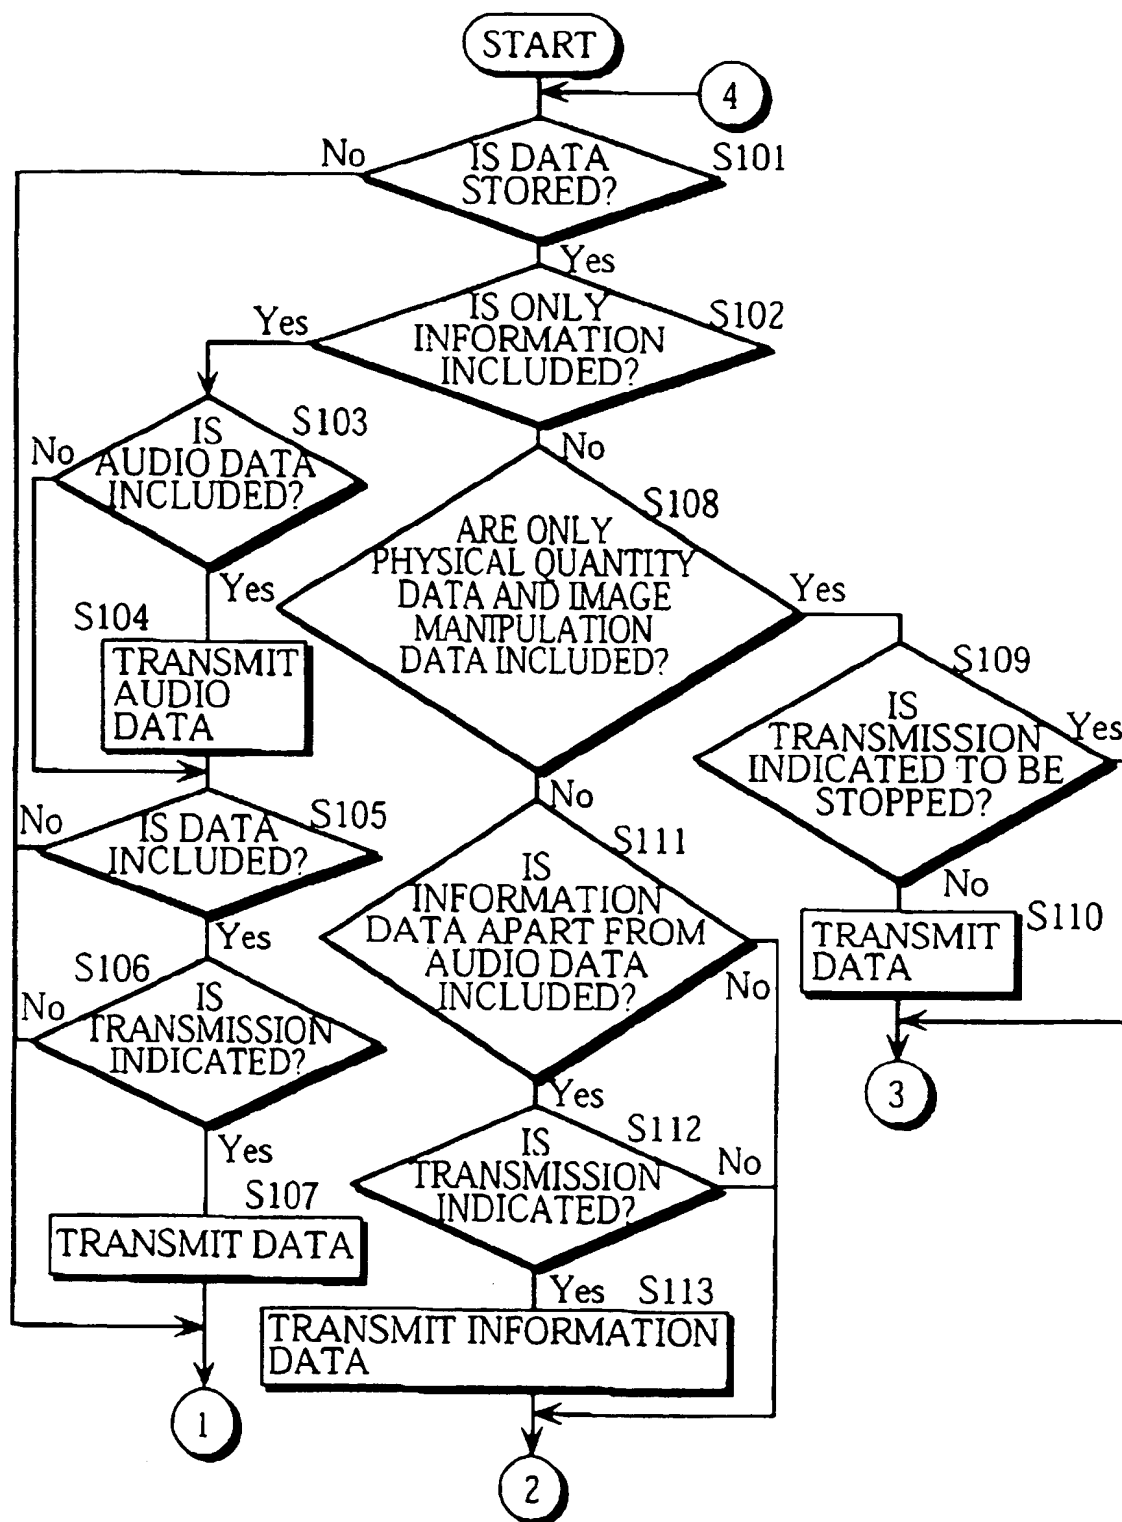 START
4
No
IS DATA
STORED?
S101
Yes
IS ONLY
INFORMATION
INCLUDED?
S102
Yes
No
IS
AUDIO DATA
INCLUDED?
S103
No
Yes
S104
TRANSMIT
AUDIO
DATA
ARE ONLY
PHYSICAL QUANTITY
DATA AND IMAGE
MANIPULATION
DATA INCLUDED?
S108
Yes
No
IS
TRANSMISSION
INDICATED TO BE
STOPPED?
S109
Yes
No
S110
TRANSMIT
DATA
3
IS DATA
INCLUDED?
S105
No
Yes
S106
IS
TRANSMISSION
INDICATED?
No
Yes
S107
TRANSMIT DATA
1
IS
INFORMATION
DATA APART FROM
AUDIO DATA
INCLUDED?
S111
No
Yes
IS
TRANSMISSION
INDICATED?
S112
No
Yes
S113
TRANSMIT INFORMATION
DATA
2